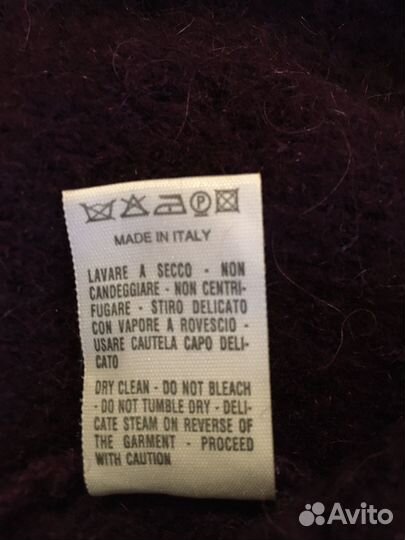 MADE IN ITALY
LAVARE A SECCO - NON
CANDEGGIARE - NON CENTRI-
FUGARE - STIRO DELICATO
CON VAPORE A ROVESCIO -
USARE CAUTELA CAPO DELI-
CATO
DRY CLEAN - DO NOT BLEACH
- DO NOT TUMBLE DRY - DELI-
CATE STEAM ON REVERSE OF
THE GARMENT - PROCEED
WITH CAUTION
Avito